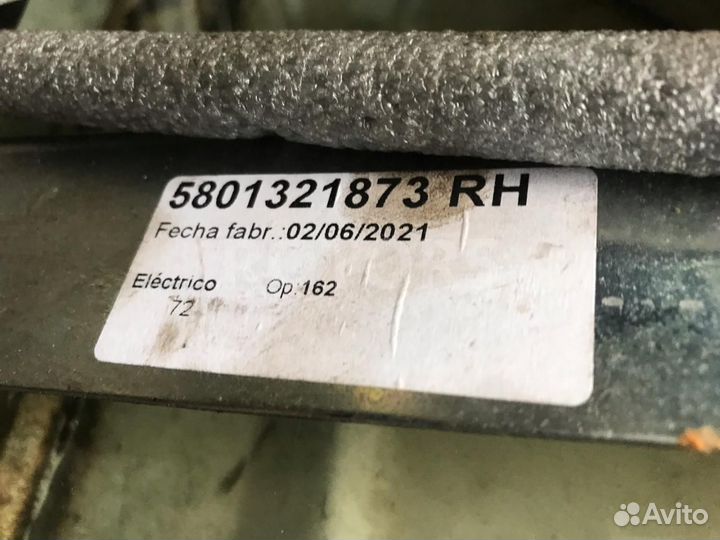 5801321873 RH
Fecha fabr.:02/06/2021
Eléctrico Op:162
72
Avito